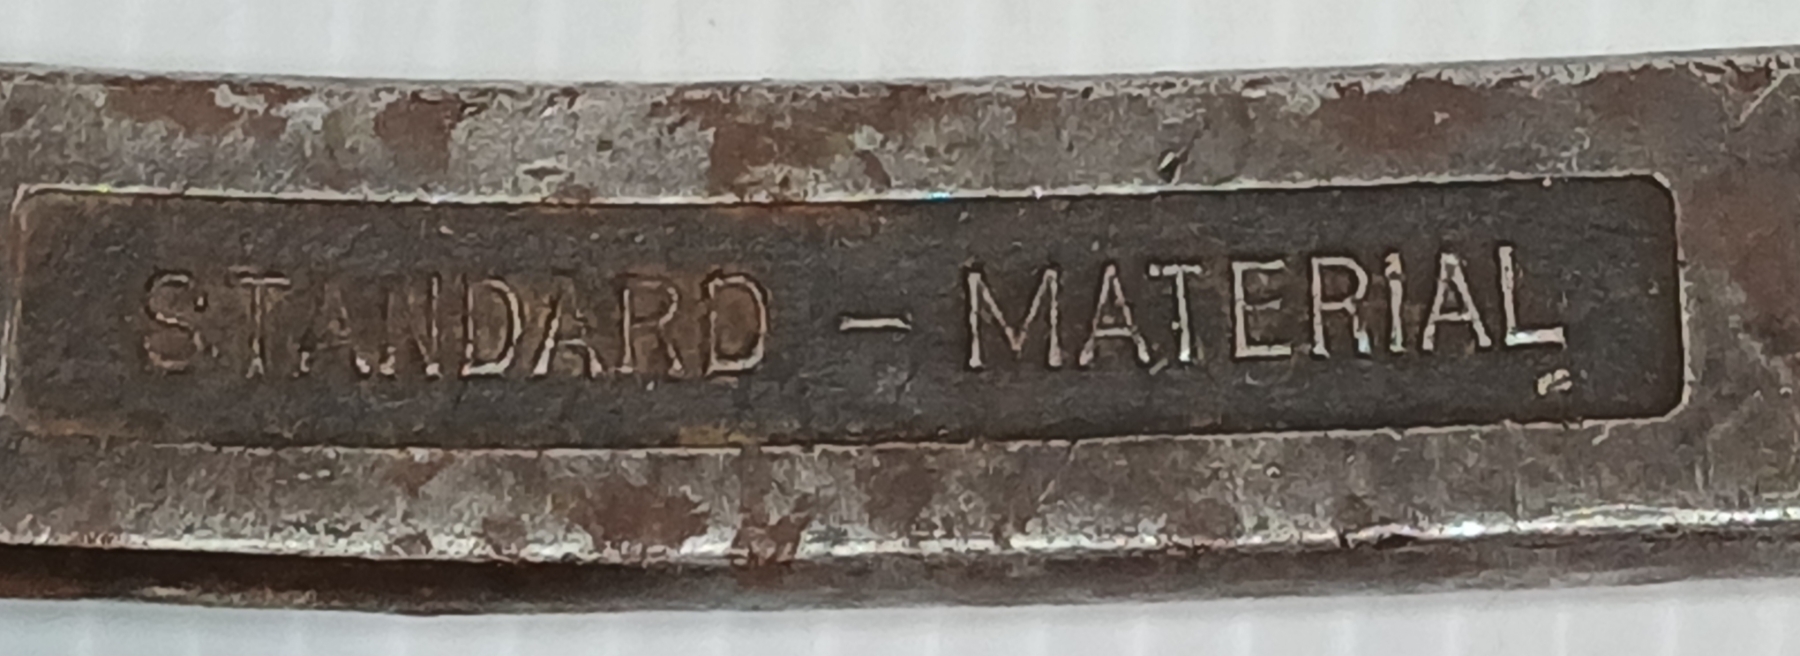 STANDARD - MATERiAL